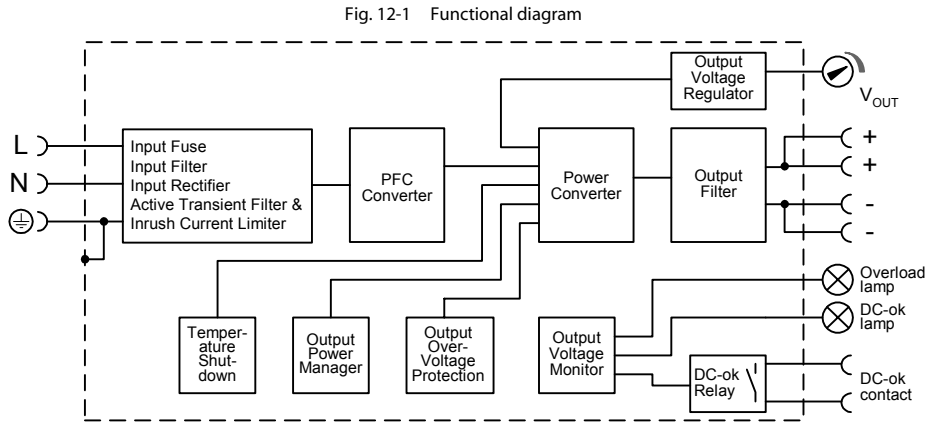 Fig. 12-1 Functional diagram
Output
Voltage
Regulator
V_OUT
L
N
Input Fuse
Input Filter
Input Rectifier
Active Transient Filter &
Inrush Current Limiter
PFC
Converter
Power
Converter
Output
Filter
+
+
-
-
Temper-
ature
Shut-
down
Output
Power
Manager
Output
Over-
Voltage
Protection
Output
Voltage
Monitor
DC-ok
Relay
Overload
lamp
DC-ok
lamp
DC-ok
contact